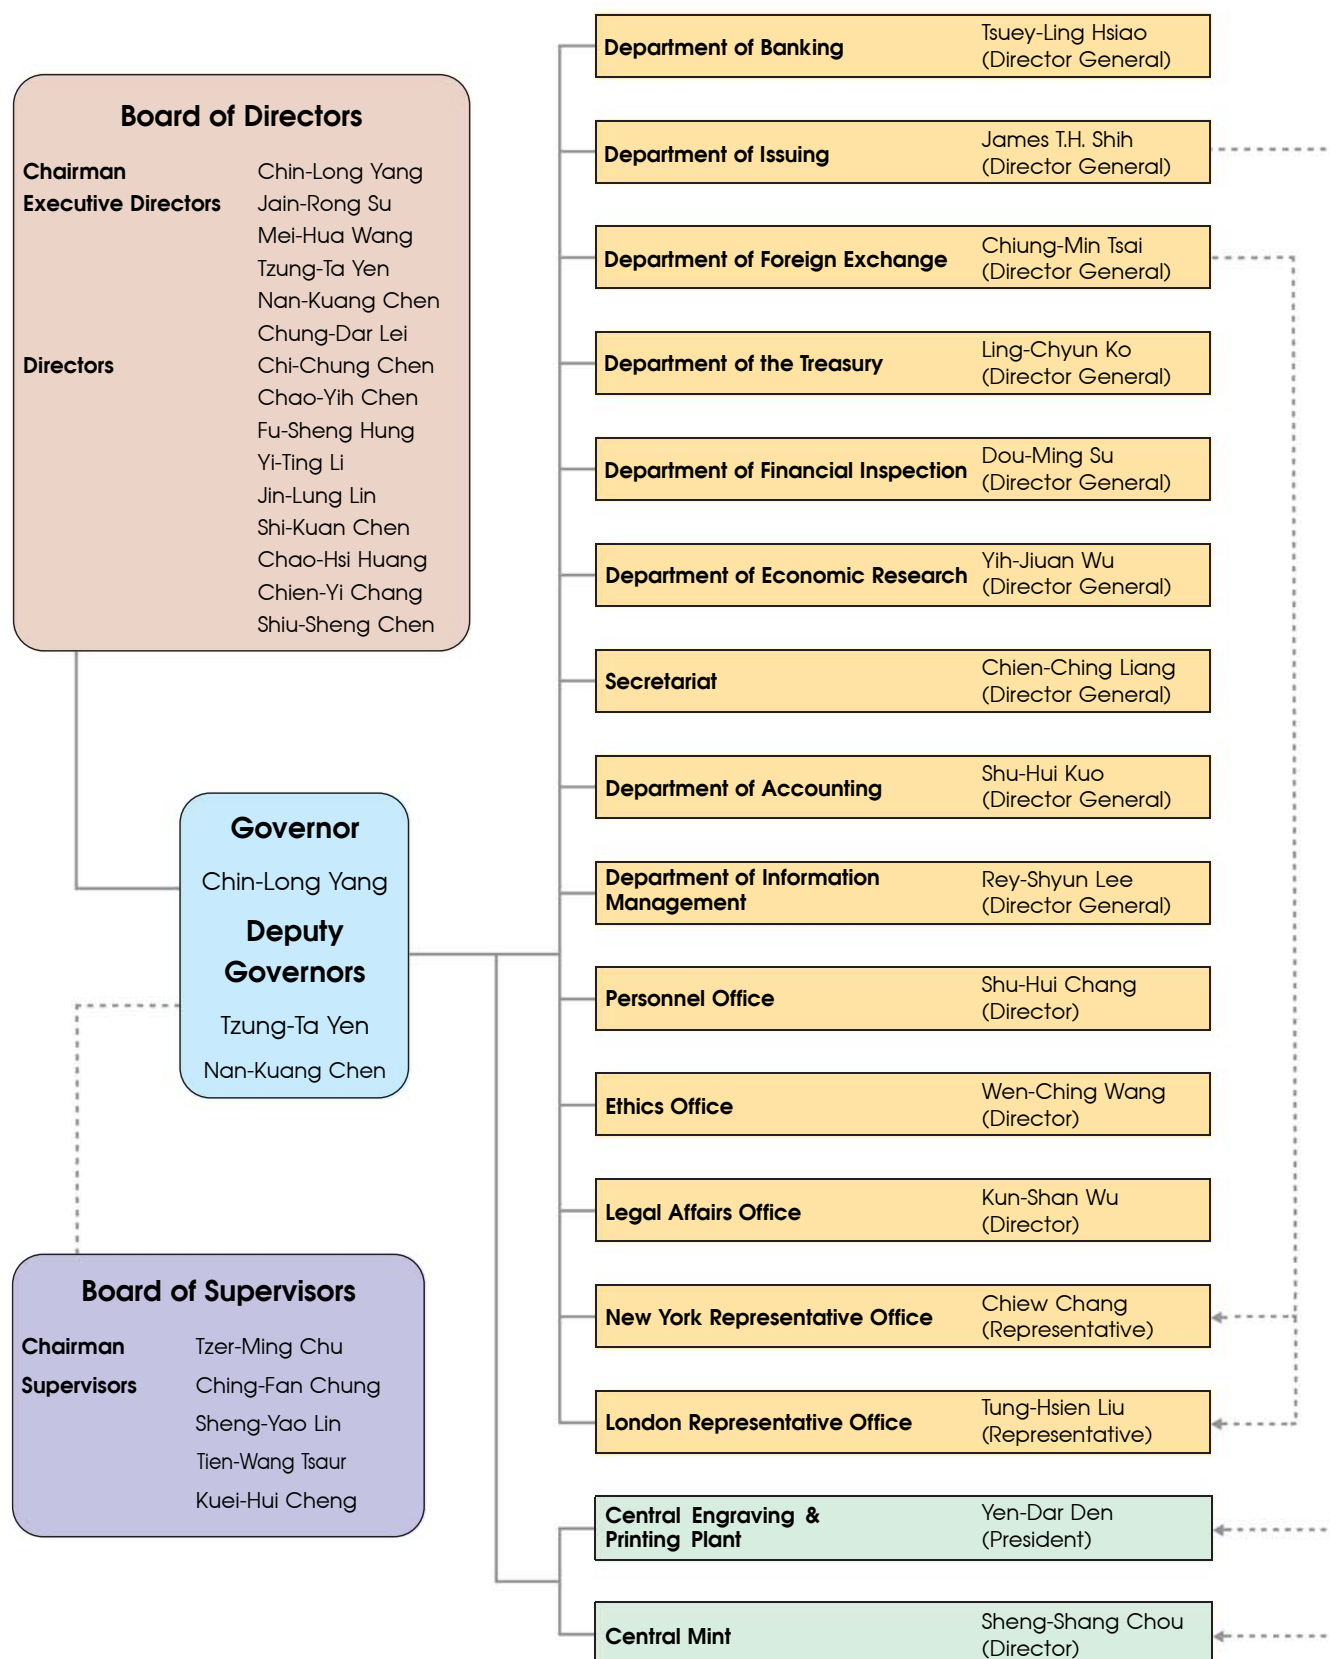 Board of Directors
Chairman Chin-Long Yang
Executive Directors Jain-Rong Su
Mei-Hua Wang
Tzung-Ta Yen
Nan-Kuang Chen
Chung-Dar Lei
Directors Chi-Chung Chen
Chao-Yih Chen
Fu-Sheng Hung
Yi-Ting Li
Jin-Lung Lin
Shi-Kuan Chen
Chao-Hsi Huang
Chien-Yi Chang
Shiu-Sheng Chen
Governor
Chin-Long Yang
Deputy
Governors
Tzung-Ta Yen
Nan-Kuang Chen
Board of Supervisors
Chairman Tzer-Ming Chu
Supervisors Ching-Fan Chung
Sheng-Yao Lin
Tien-Wang Tsaur
Kuei-Hui Cheng
Department of Banking
Tsuey-Ling Hsiao
(Director General)
Department of Issuing
James T.H. Shih
(Director General)
Department of Foreign Exchange
Chiung-Min Tsai
(Director General)
Department of the Treasury
Ling-Chyun Ko
(Director General)
Department of Financial Inspection
Dou-Ming Su
(Director General)
Department of Economic Research
Yih-Jiuan Wu
(Director General)
Secretariat
Chien-Ching Liang
(Director General)
Department of Accounting
Shu-Hui Kuo
(Director General)
Department of Information
Management
Rey-Shyun Lee
(Director General)
Personnel Office
Shu-Hui Chang
(Director)
Ethics Office
Wen-Ching Wang
(Director)
Legal Affairs Office
Kun-Shan Wu
(Director)
New York Representative Office
Chiew Chang
(Representative)
London Representative Office
Tung-Hsien Liu
(Representative)
Central Engraving &
Printing Plant
Yen-Dar Den
(President)
Central Mint
Sheng-Shang Chou
(Director)